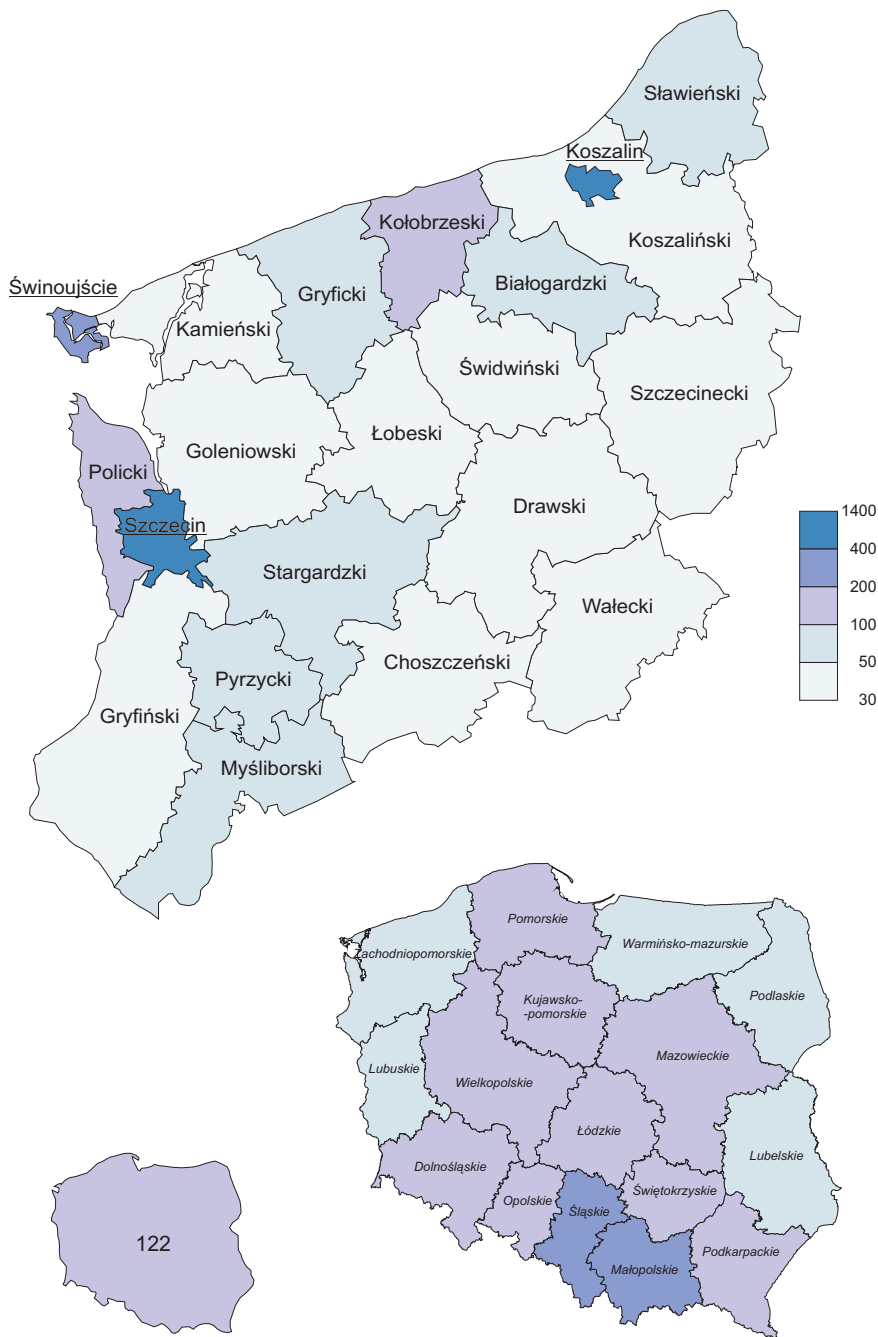 Sławieński
Koszalin
Kołobrzeski
Koszaliński
Świnoujście
Gryficki
Białogardzki
Kamieński
Świdwiński
Szczecinecki
Łobeski
Goleniowski
Policki
Drawski
Szczecin
Stargardzki
Wałecki
Choszczeński
Pyrzycki
Gryfiński
Myśliborski
1400
400
200
100
50
30
Pomorskie
Zachodniopomorskie
Warmińsko-mazurskie
Podlaskie
Kujawsko-
-pomorskie
Mazowieckie
Lubuskie
Wielkopolskie
Łódzkie
Lubelskie
Dolnośląskie
Opolskie
Świętokrzyskie
Śląskie
Podkarpackie
Małopolskie
122